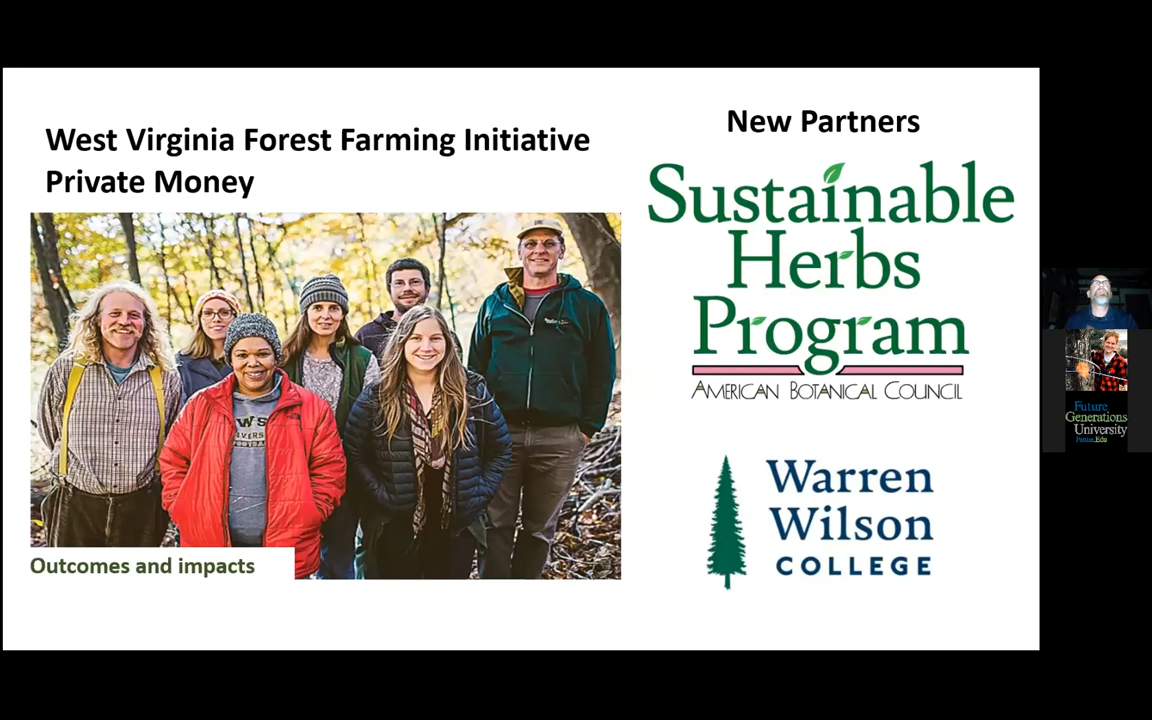 West Virginia Forest Farming Initiative
Private Money
Outcomes and impacts
New Partners
Sustainable
Herbs
Program
AMERICAN BOTANICAL COUNCIL
Warren
Wilson
COLLEGE
Future
Generations
University